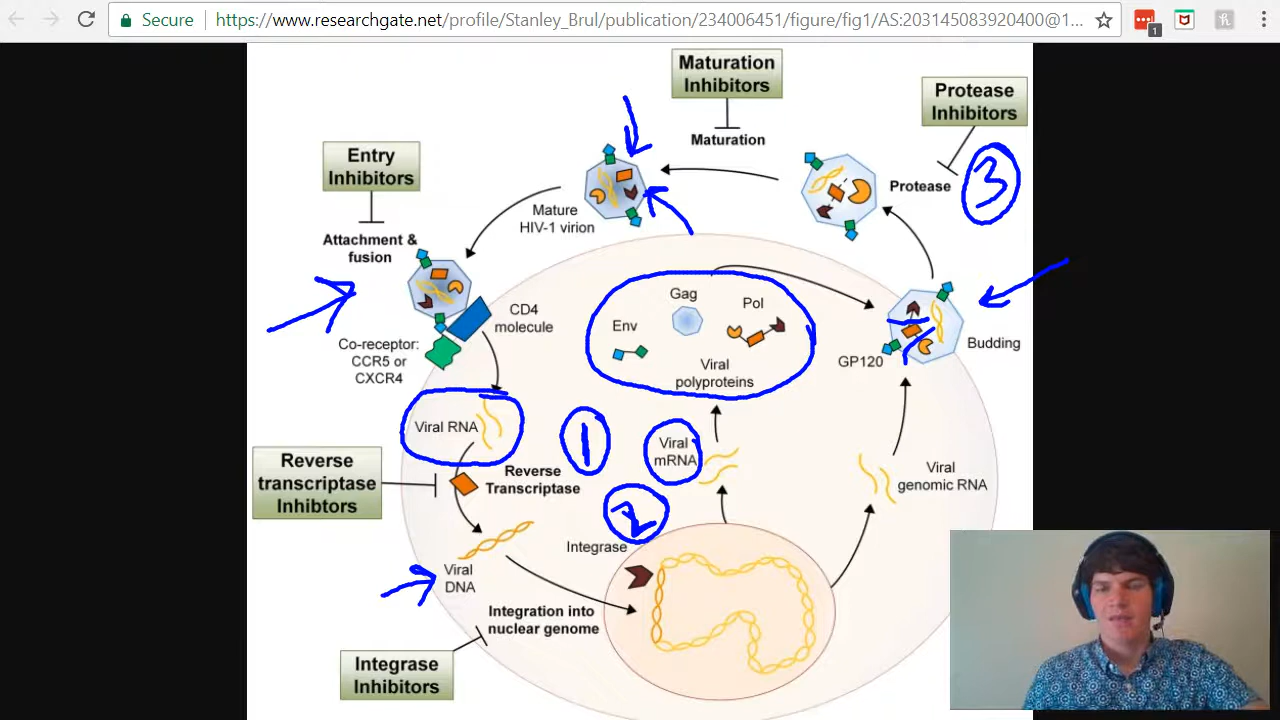 Secure
https://www.researchgate.net/profile/Stanley_Brul/publication/234006451/figure/fig1/AS:203145083920400@1...
1
Maturation
Inhibitors
Protease
Inhibitors
Maturation
Entry
Inhibitors
Protease
3
Mature
HIV-1 virion
Attachment &
fusion
CD4
molecule
Gag
Pol
Env
Viral
polyproteins
Co-receptor:
CCR5 or
CXCR4
GP120
Budding
Viral RNA
1
Viral
mRNA
Reverse
transcriptase
Inhibtors
Reverse
Transcriptase
2
Viral
genomic RNA
Integrase
Viral
DNA
Integration into
nuclear genome
Integrase
Inhibitors